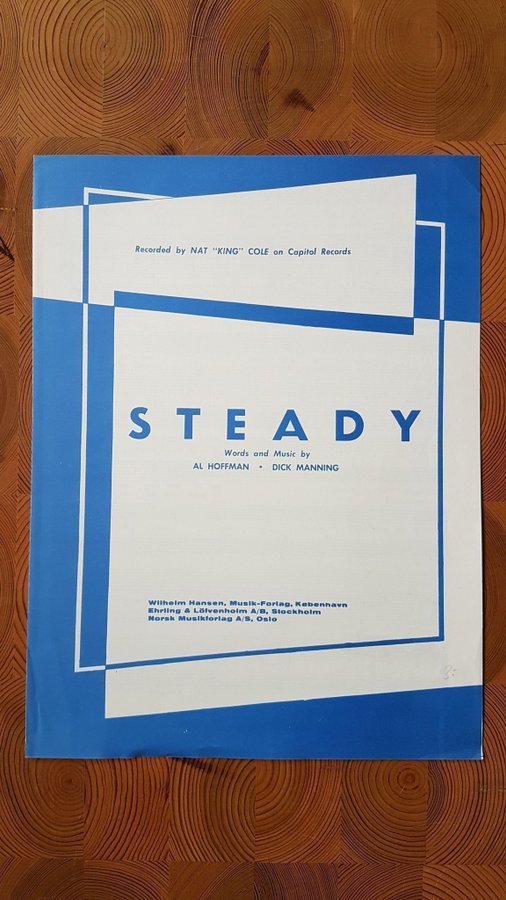 Recorded by NAT "KING" COLE on Capitol Records
STEADY
Words and Music by
AL HOFFMAN • DICK MANNING
Wilhelm Hansen, Musik-Forlag, København
Ehrling & Löfvenholm A/B, Stockholm
Norsk Musikforlag A/S, Oslo